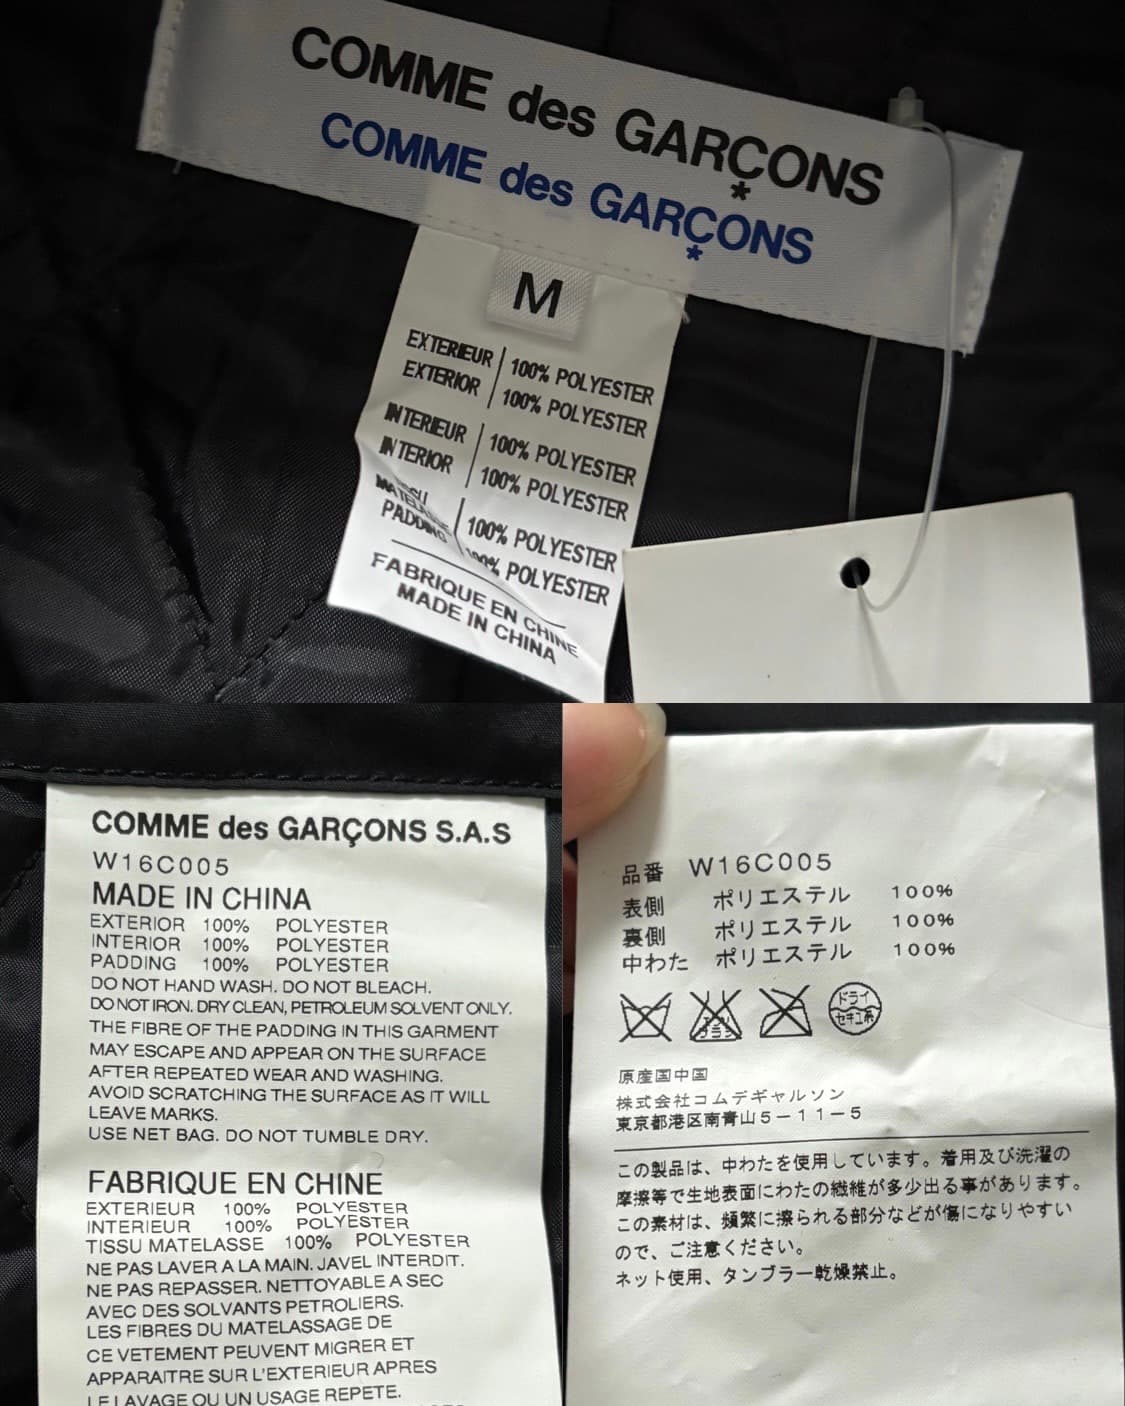 COMME des GARÇONS
COMME des GARÇONS
M
EXTERIEUR 100% POLYESTER
EXTERIOR 100% POLYESTER
INTERIEUR 100% POLYESTER
INTERIOR 100% POLYESTER
100% POLYESTER
PADDING 100% POLYESTER
FABRIQUE EN CHINE
MADE IN CHINA
COMME des GARÇONS S.A.S
W16C005
MADE IN CHINA
EXTERIOR 100% POLYESTER
INTERIOR 100% POLYESTER
PADDING 100% POLYESTER
DO NOT HAND WASH. DO NOT BLEACH.
DO NOT IRON. DRY CLEAN, PETROLEUM SOLVENT ONLY.
THE FIBRE OF THE PADDING IN THIS GARMENT
MAY ESCAPE AND APPEAR ON THE SURFACE
AFTER REPEATED WEAR AND WASHING.
AVOID SCRATCHING THE SURFACE AS IT WILL
LEAVE MARKS.
USE NET BAG. DO NOT TUMBLE DRY.
FABRIQUE EN CHINE
EXTERIEUR 100% POLYESTER
INTERIEUR 100% POLYESTER
TISSU MATELASSE 100% POLYESTER
NE PAS LAVER A LA MAIN. JAVEL INTERDIT.
NE PAS REPASSER. NETTOYABLE A SEC
AVEC DES SOLVANTS PETROLIERS.
LES FIBRES DU MATELASSAGE DE
CE VETEMENT PEUVENT MIGRER ET
APPARAITRE SUR L'EXTERIEUR APRES
LE LAVAGE OU UN USAGE REPETE.
品番 W16C005
表側 ポリエステル 100%
裏側 ポリエステル 100%
中わた ポリエステル 100%
ドライ
セキユ系
原産国中国
株式会社コムデギャルソン
東京都港区南青山5－11－5
この製品は、中わたを使用しています。着用及び洗濯の
摩擦等で生地表面にわたの繊維が多少出る事があります。
この素材は、頻繁に擦られる部分などが傷になりやすい
ので、ご注意ください。
ネット使用、タンブラー乾燥禁止。